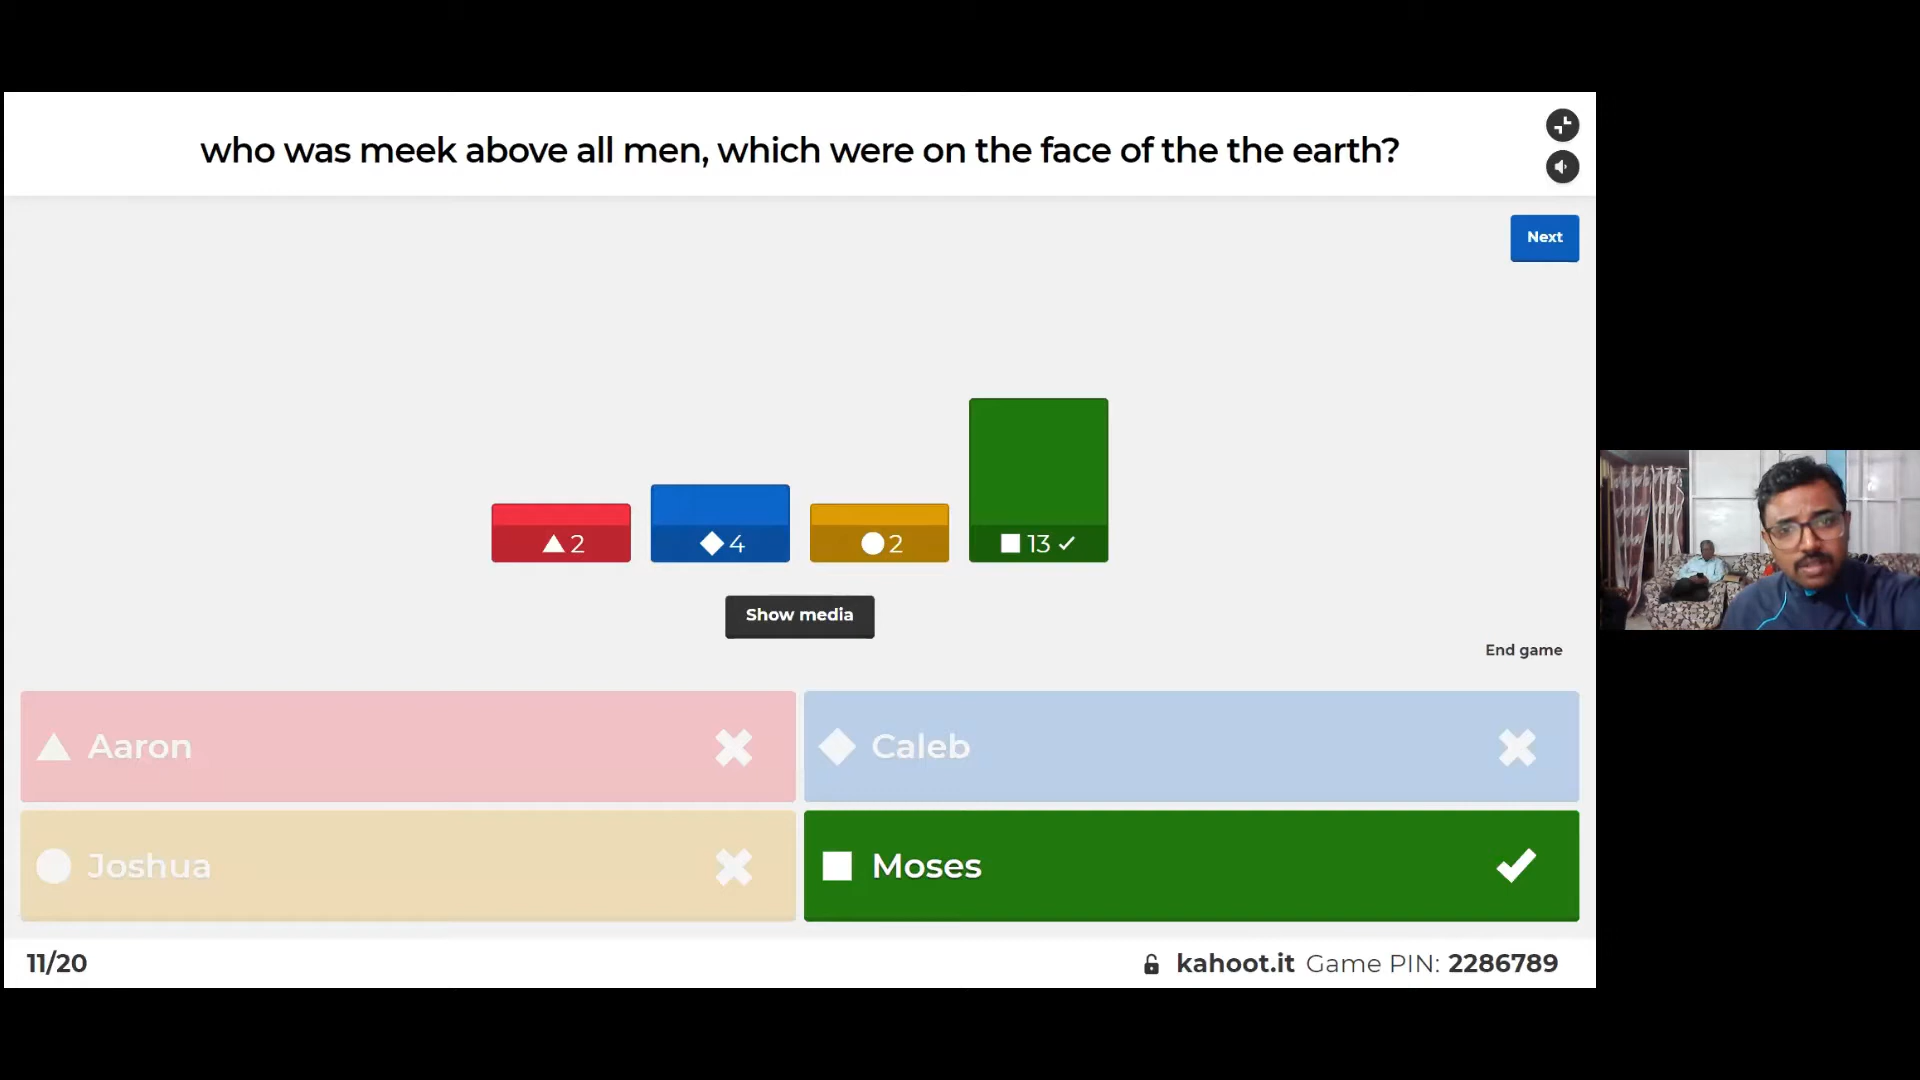 who was meek above all men, which were on the face of the the earth?
Next
2
4
2
13
Show media
End game
Aaron
Caleb
Joshua
Moses
11/20
kahoot.it Game PIN: 2286789